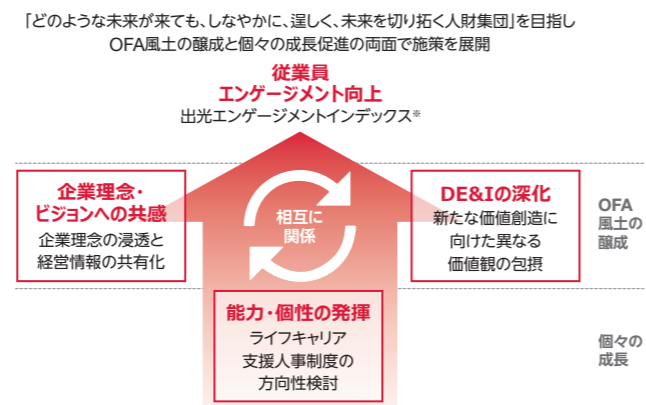 「どのような未来が来ても、しなやかに、逞しく、未来を切り拓く人財集団」を目指し
OFA風土の醸成と個々の成長促進の両面で施策を展開
従業員
エンゲージメント向上
出光エンゲージメントインデックス※
企業理念・
ビジョンへの共感
企業理念の浸透と
経営情報の共有化
相互に
関係
DE&Iの深化
新たな価値創造に
向けた異なる
価値観の包摂
OFA
風土の
醸成
能力・個性の発揮
ライフキャリア
支援人事制度の
方向性検討
個々の
成長